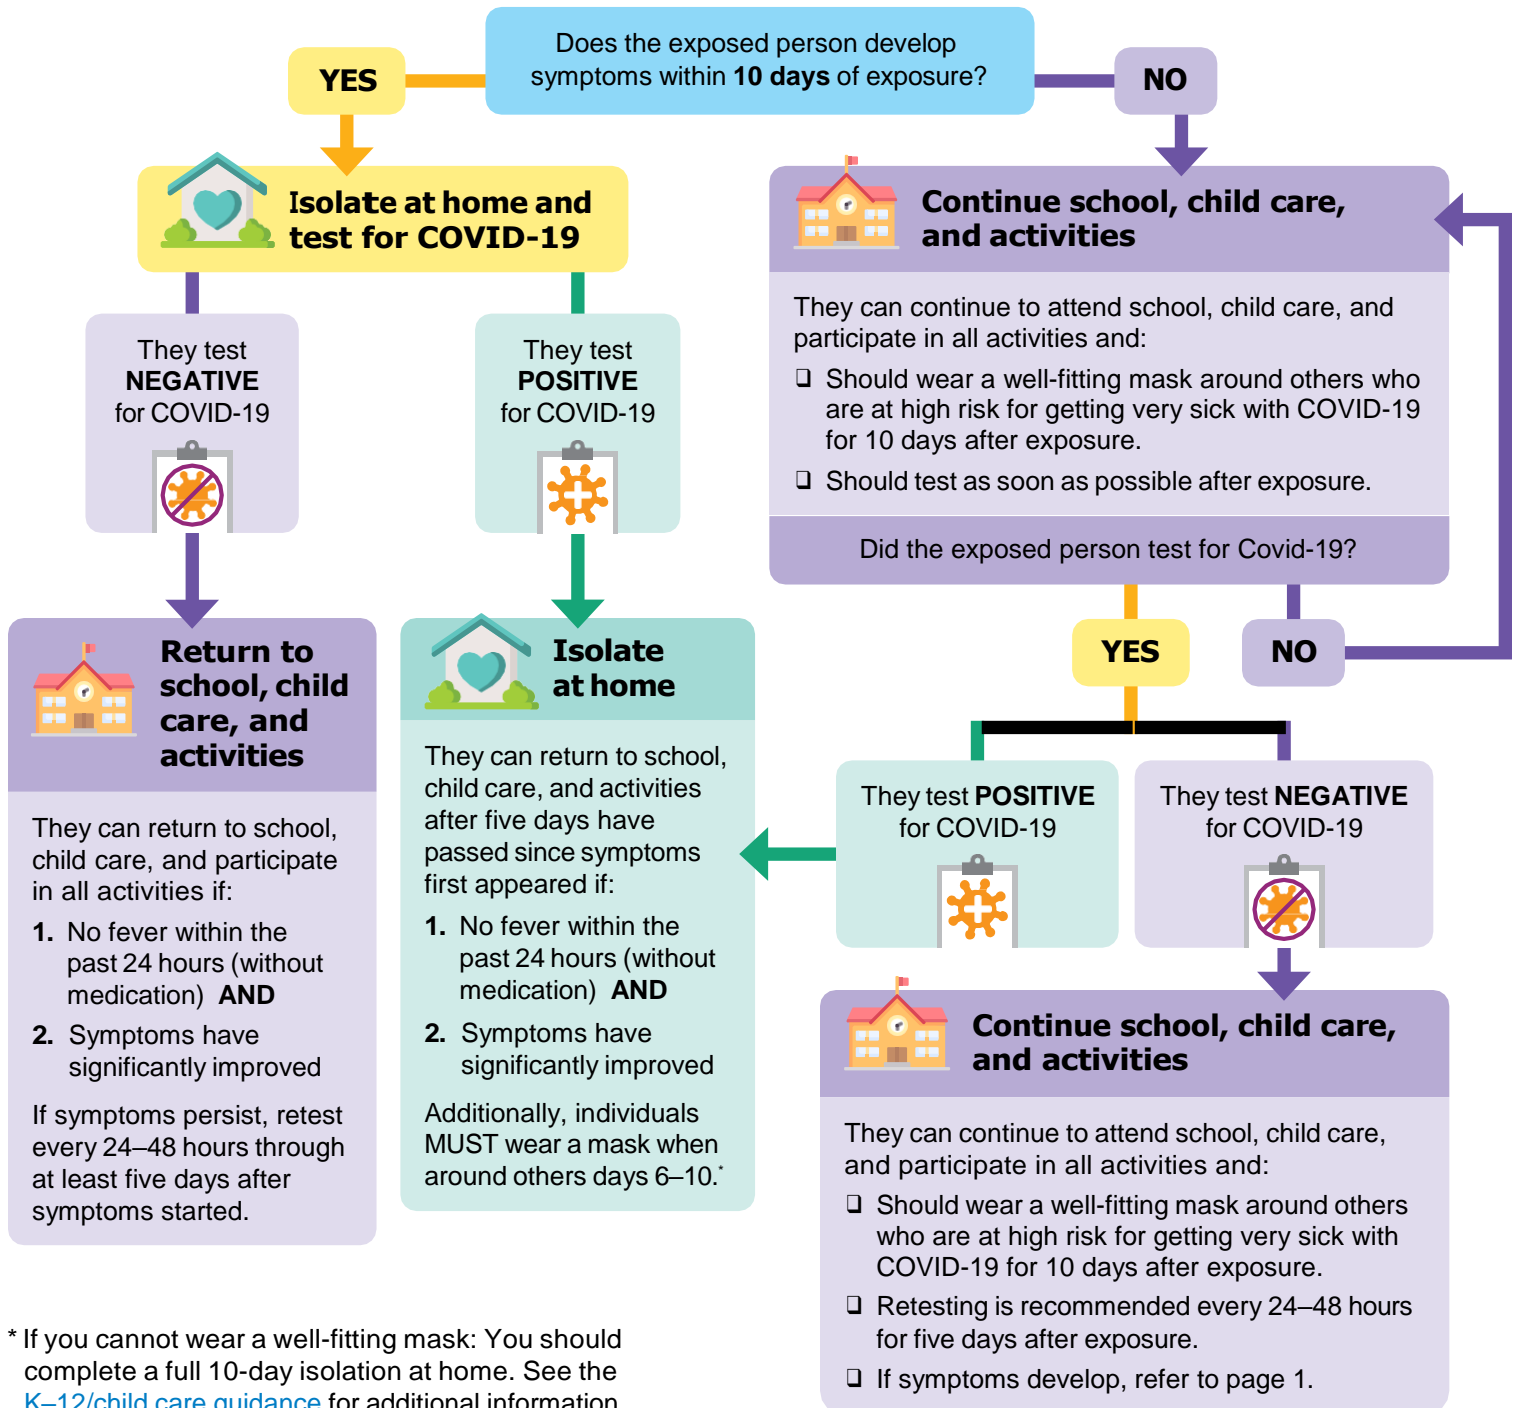 Does the exposed person develop
symptoms within 10 days of exposure?
YES
NO
Isolate at home and
test for COVID-19
Continue school, child care,
and activities
They can continue to attend school, child care, and
participate in all activities and:
❑ Should wear a well-fitting mask around others who
are at high risk for getting very sick with COVID-19
for 10 days after exposure.
❑ Should test as soon as possible after exposure.
Did the exposed person test for Covid-19?
They test
NEGATIVE
for COVID-19
They test
POSITIVE
for COVID-19
YES
NO
Return to
school, child
care, and
activities
They can return to school,
child care, and participate
in all activities if:
1. No fever within the
past 24 hours (without
medication) AND
2. Symptoms have
significantly improved
If symptoms persist, retest
every 24–48 hours through
at least five days after
symptoms started.
Isolate
at home
They can return to school,
child care, and activities
after five days have
passed since symptoms
first appeared if:
1. No fever within the
past 24 hours (without
medication) AND
2. Symptoms have
significantly improved
Additionally, individuals
MUST wear a mask when
around others days 6–10.*
They test POSITIVE
for COVID-19
They test NEGATIVE
for COVID-19
Continue school, child care,
and activities
They can continue to attend school, child care,
and participate in all activities and:
❑ Should wear a well-fitting mask around others
who are at high risk for getting very sick with
COVID-19 for 10 days after exposure.
❑ Retesting is recommended every 24–48 hours
for five days after exposure.
❑ If symptoms develop, refer to page 1.
* If you cannot wear a well-fitting mask: You should
complete a full 10-day isolation at home. See the
K–12/child care guidance for additional information